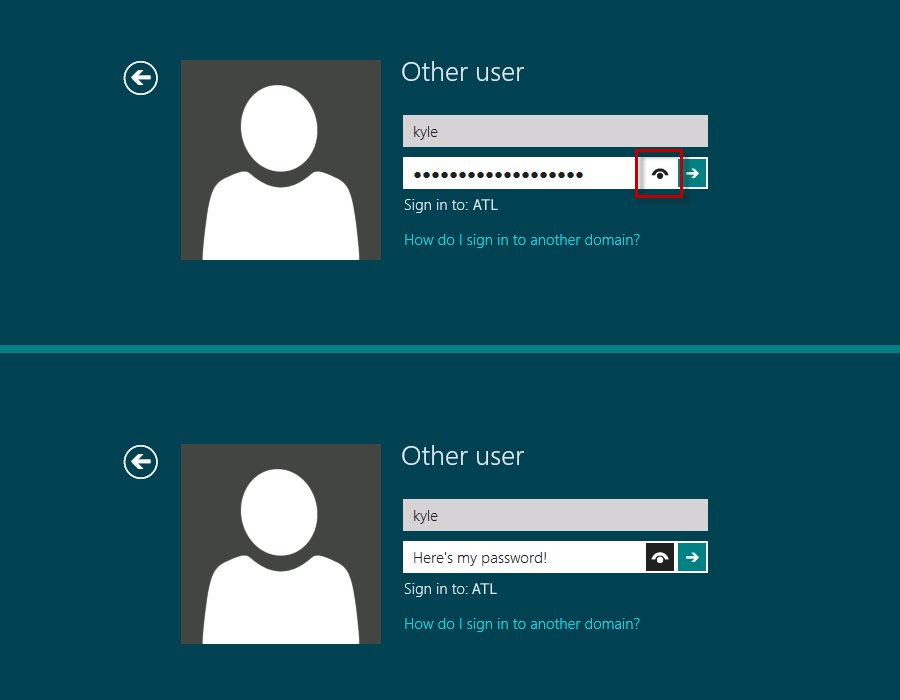 Other user
kyle
●●●●●●●●●●●●●●●●●●●
Sign in to: ATL
How do I sign in to another domain?
Other user
kyle
Here's my password!
Sign in to: ATL
How do I sign in to another domain?